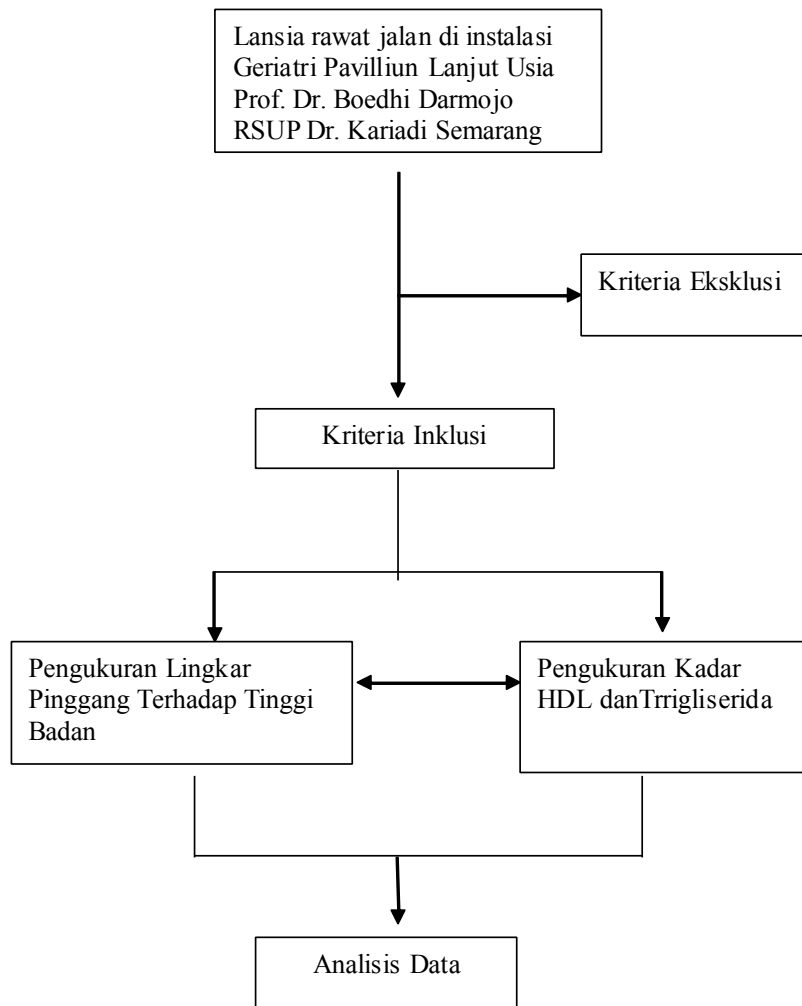 Lansia rawat jalan di instalasi
Geriatri Pavilliun Lanjut Usia
Prof. Dr. Boedhi Darmojo
RSUP Dr. Kariadi Semarang
Kriteria Eksklusi
Kriteria Inklusi
Pengukuran Lingkar
Pinggang Terhadap Tinggi
Badan
Pengukuran Kadar
HDL danTrrigliserida
Analisis Data